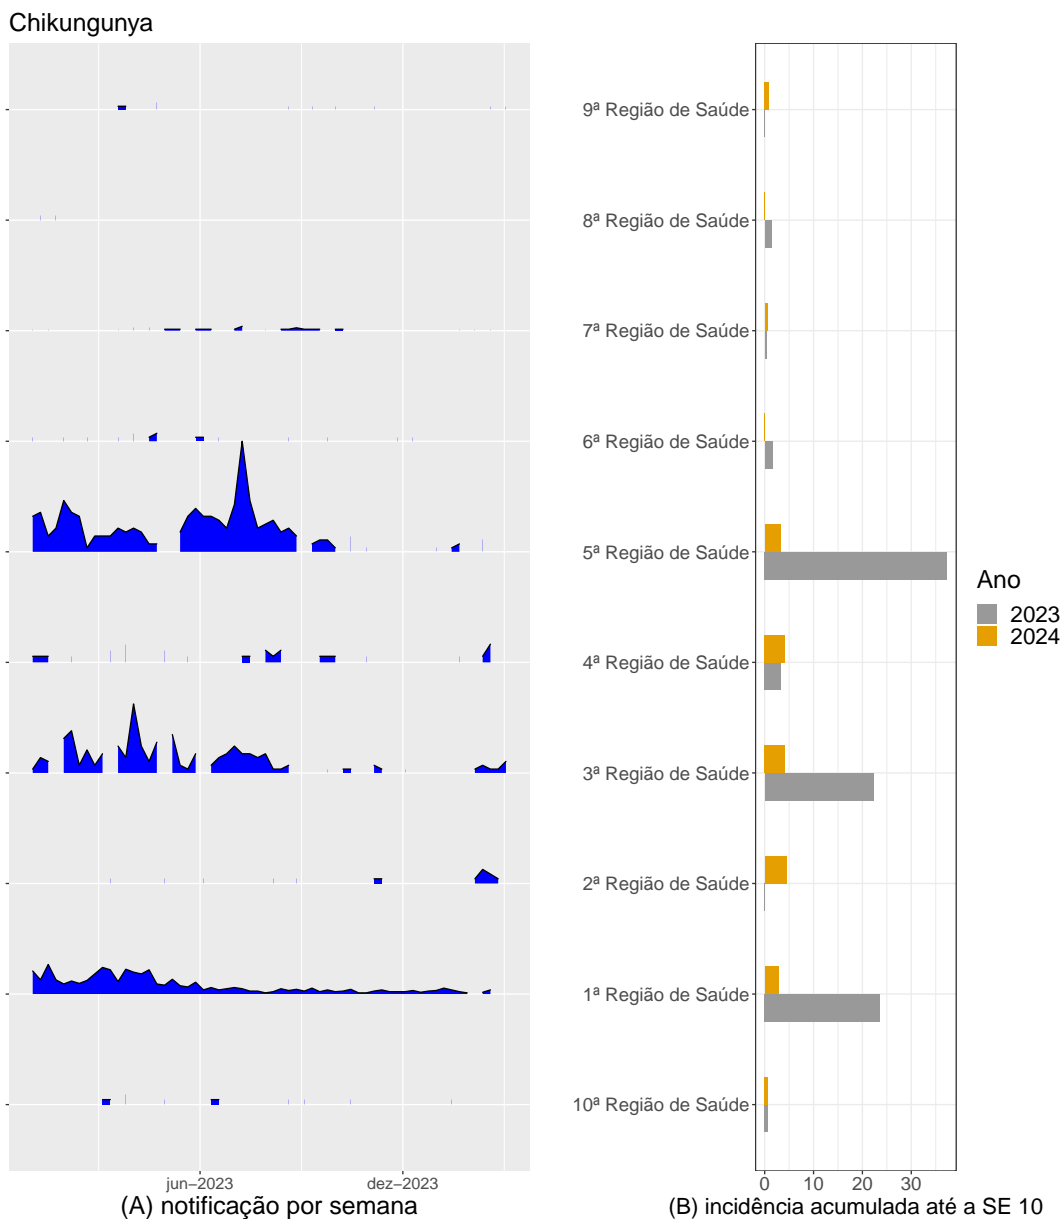 Chikungunya
9ª Região de Saúde
8ª Região de Saúde
7ª Região de Saúde
6ª Região de Saúde
5ª Região de Saúde
4ª Região de Saúde
3ª Região de Saúde
2ª Região de Saúde
1ª Região de Saúde
10ª Região de Saúde
Ano
2023
2024
jun−2023 dez−2023
0 10 20 30
(A) notificação por semana
(B) incidência acumulada até a SE 10